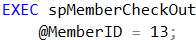 EXEC spMemberCheckOut
@MemberID = 13;